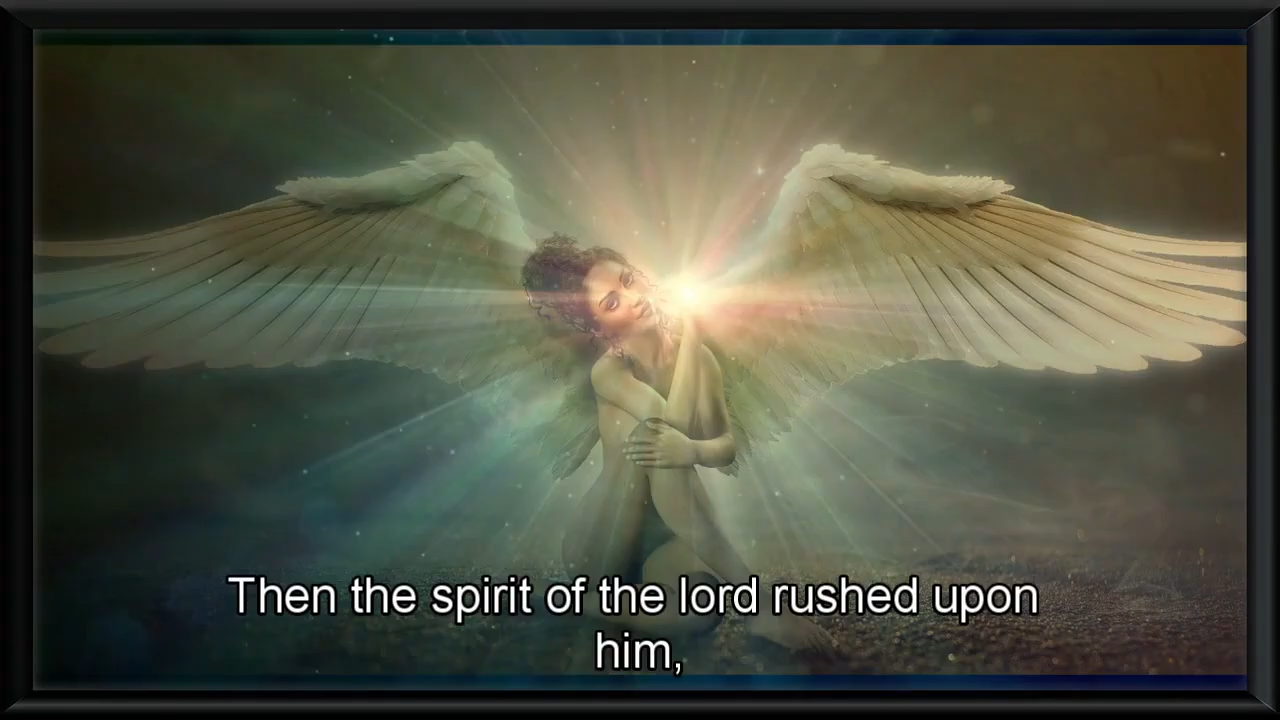 Then the spirit of the lord rushed upon
him,